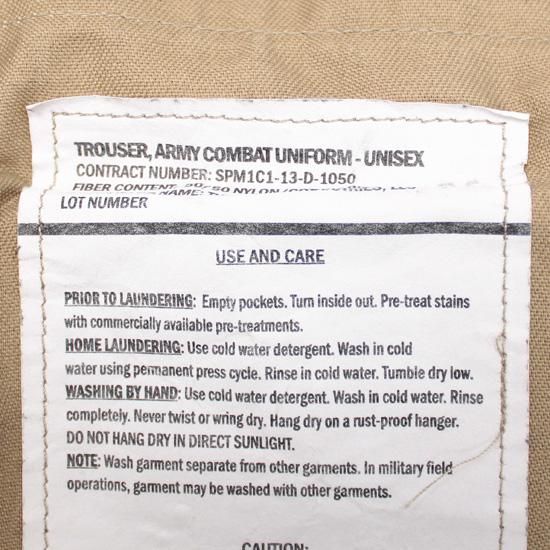 TROUSER, ARMY COMBAT UNIFORM - UNISEX
CONTRACT NUMBER: SPM1C1-13-D-1050
FIBER CONTENT 50/50 NYLON
NAME:
LOT NUMBER
USE AND CARE
PRIOR TO LAUNDERING: Empty pockets. Turn inside out. Pre-treat stains
with commercially available pre-treatments.
HOME LAUNDERING: Use cold water detergent. Wash in cold
water using permanent press cycle. Rinse in cold water. Tumble dry low.
WASHING BY HAND: Use cold water detergent. Wash in cold water. Rinse
completely. Never twist or wring dry. Hang dry on a rust-proof hanger.
DO NOT HANG DRY IN DIRECT SUNLIGHT.
NOTE: Wash garment separate from other garments. In military field
operations, garment may be washed with other garments.
CAUTION: